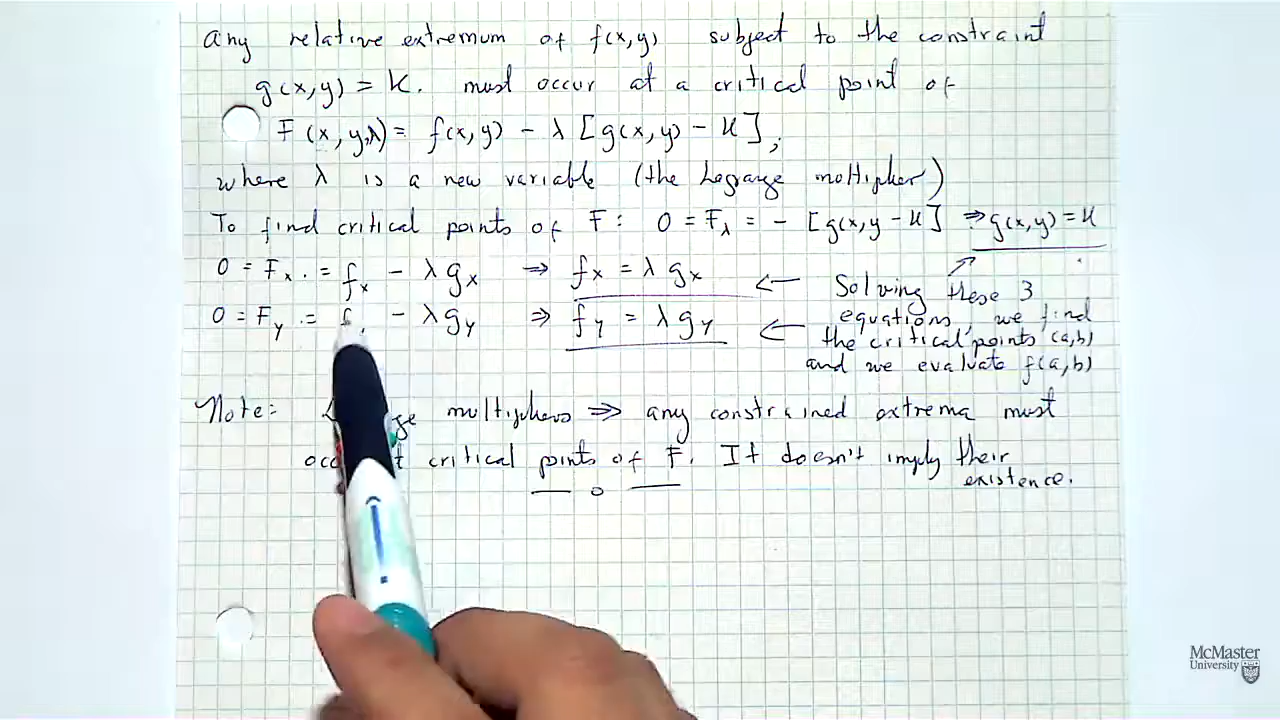 any relative extremum of f(x,y) subject to the constraint
g(x,y) = K. must occur at a critical point of
F(x,y,λ) = f(x,y) - λ [g(x,y) - K],
where λ is a new variable (the Lagrange moltipker)
To find critical points of F: 0 = Fλ = - [g(x,y - K] ⇒ g(x,y) = K
0 = Fx = fx - λ gx ⇒ fx = λ gx ←
0 = Fy = f - λ gy ⇒ fy = λ gy ←
Solving these 3
equations, we find
the critical points (a,b)
and we evaluate f(a,b)
Note: multipliers ⇒ any constrained extrema must
critical points of F. It doesn't imply their
existence.
McMaster
University